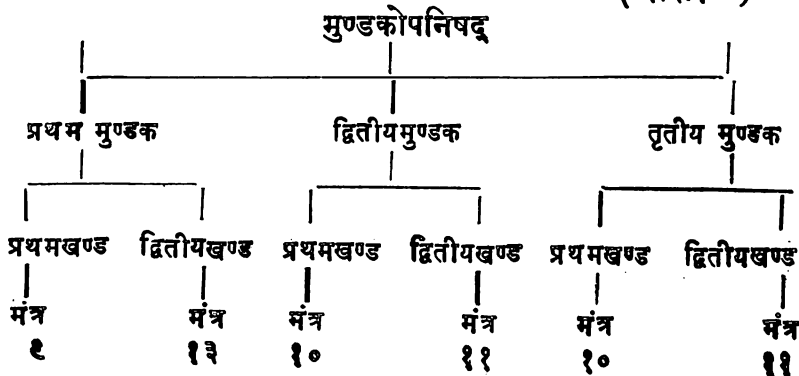 मुण्डकोपनिषद्
प्रथम मुण्डक द्वितीयमुण्डक तृतीय मुण्डक
प्रथमखण्ड द्वितीयखण्ड प्रथमखण्ड द्वितीयखण्ड प्रथमखण्ड द्वितीयखण्ड
मंत्र मंत्र मंत्र मंत्र मंत्र मंत्र
९ १३ १० ११ १० ११